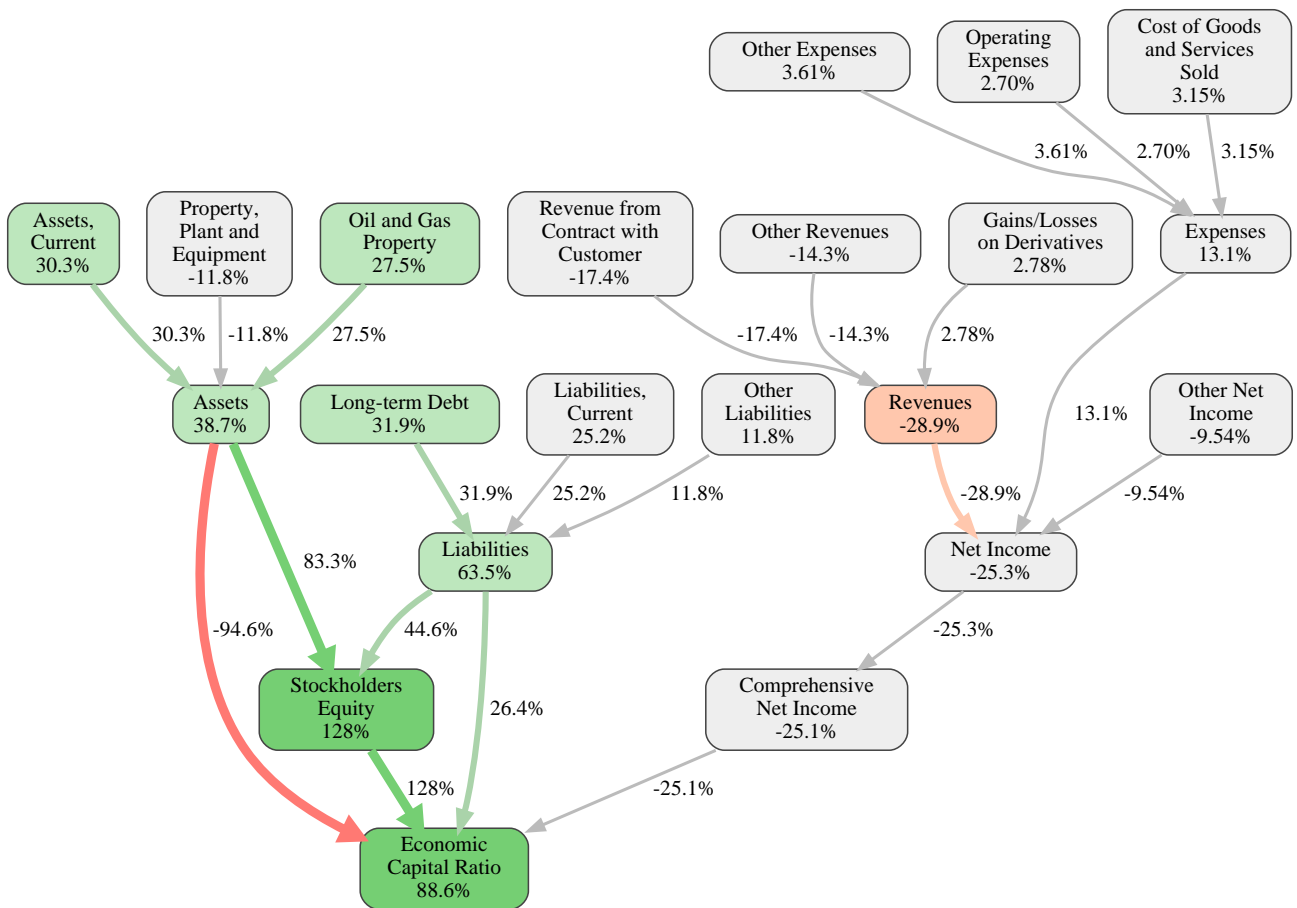 Other Expenses
3.61%
Operating
Expenses
2.70%
Cost of Goods
and Services
Sold
3.15%
3.61%
2.70%
3.15%
Assets,
Current
30.3%
Property,
Plant and
Equipment
-11.8%
Oil and Gas
Property
27.5%
Revenue from
Contract with
Customer
-17.4%
Other Revenues
-14.3%
Gains/Losses
on Derivatives
2.78%
Expenses
13.1%
30.3%
-11.8%
27.5%
-17.4%
-14.3%
2.78%
Assets
38.7%
Long-term Debt
31.9%
Liabilities,
Current
25.2%
Other
Liabilities
11.8%
Revenues
-28.9%
13.1%
Other Net
Income
-9.54%
31.9%
25.2%
11.8%
-28.9%
-9.54%
83.3%
Liabilities
63.5%
Net Income
-25.3%
-94.6%
44.6%
-25.3%
Stockholders
Equity
128%
26.4%
Comprehensive
Net Income
-25.1%
128%
-25.1%
Economic
Capital Ratio
88.6%